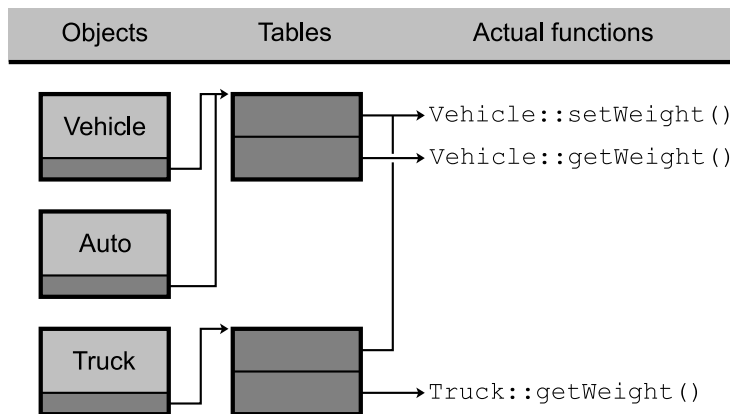 Objects Tables Actual functions
Vehicle
Vehicle::setWeight()
Vehicle::getWeight()
Auto
Truck
Truck::getWeight()